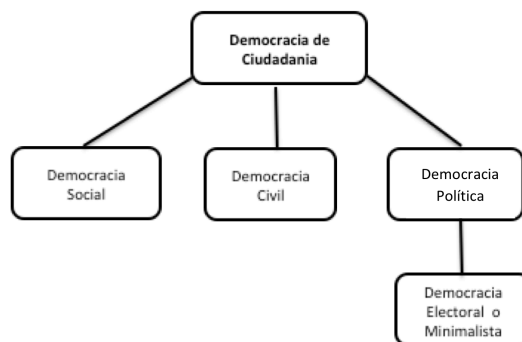 Democracia de
Ciudadania
Democracia
Social
Democracia
Civil
Democracia
Política
Democracia
Electoral o
Minimalista